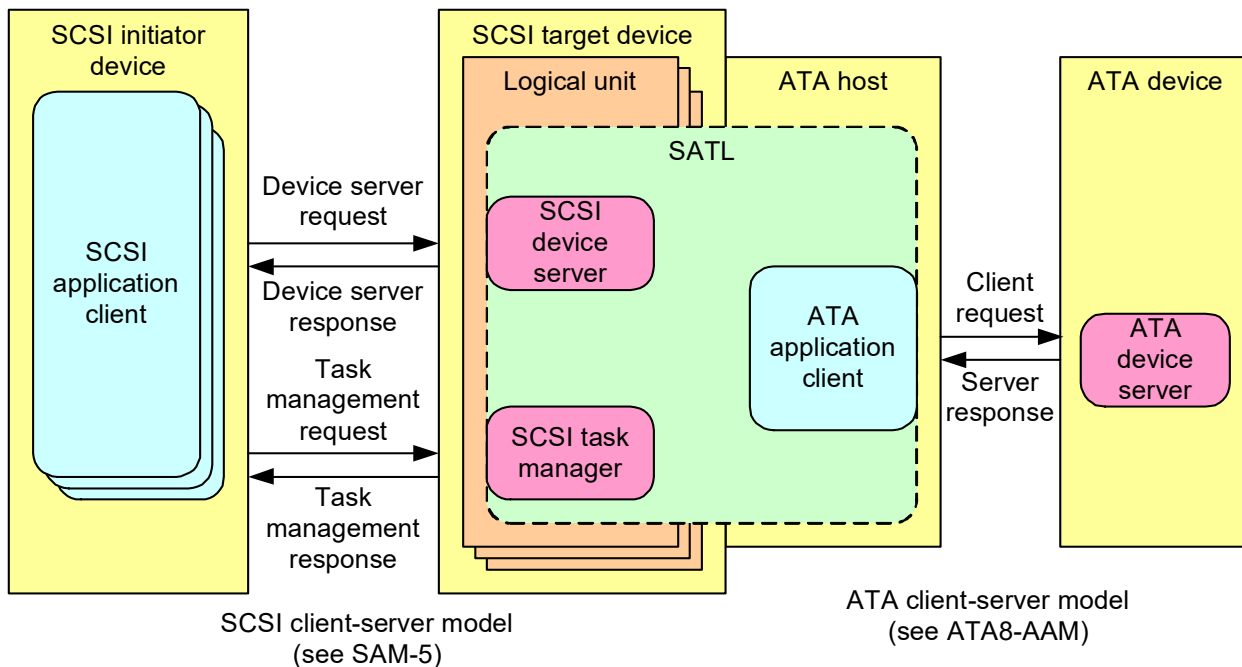 SCSI initiator
device
SCSI
application
client
Device server
request
Device server
response
Task
management
request
Task
management
response
SCSI target device
Logical unit
ATA host
SATL
SCSI
device
server
SCSI task
manager
ATA
application
client
Client
request
Server
response
ATA device
ATA
device
server
SCSI client-server model
(see SAM-5)
ATA client-server model
(see ATA8-AAM)